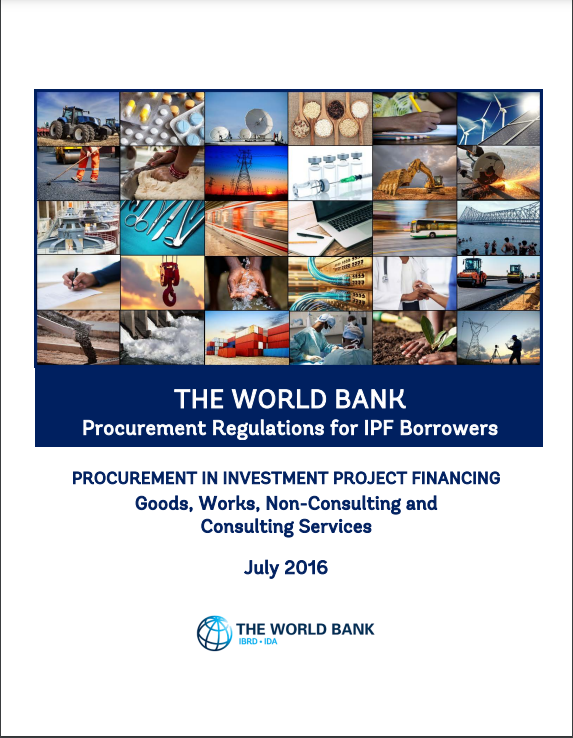 THE WORLD BANK
Procurement Regulations for IPF Borrowers
PROCUREMENT IN INVESTMENT PROJECT FINANCING
Goods, Works, Non-Consulting and
Consulting Services
July 2016
THE WORLD BANK
IBRD • IDA